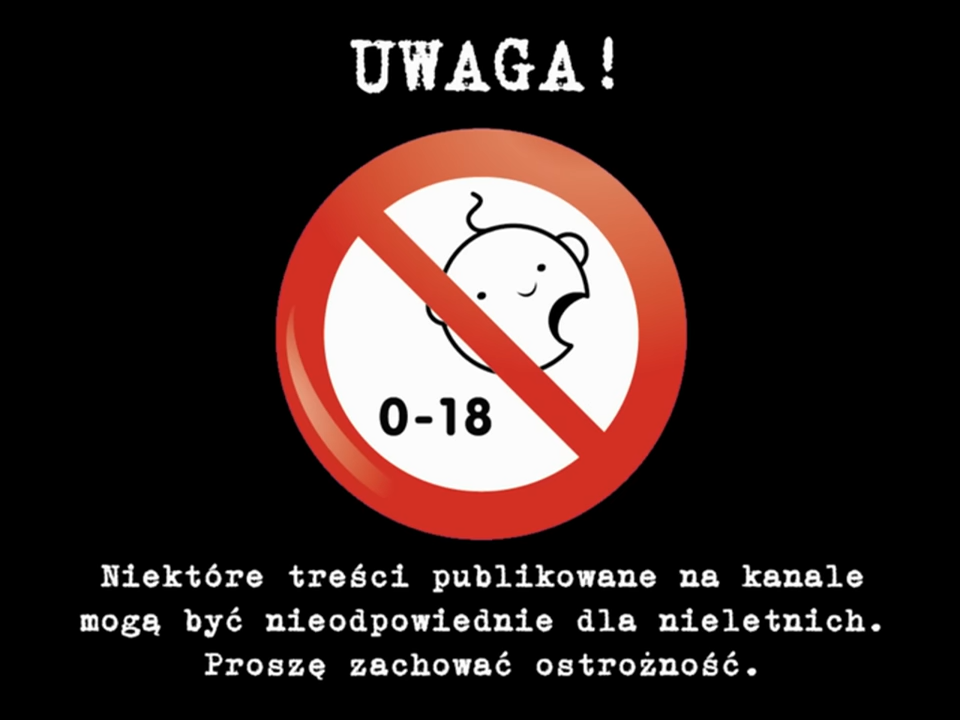 UWAGA!
0-18
Niektóre treści publikowane na kanale
mogą być nieodpowiednie dla nieletnich.
Proszę zachować ostrożność.